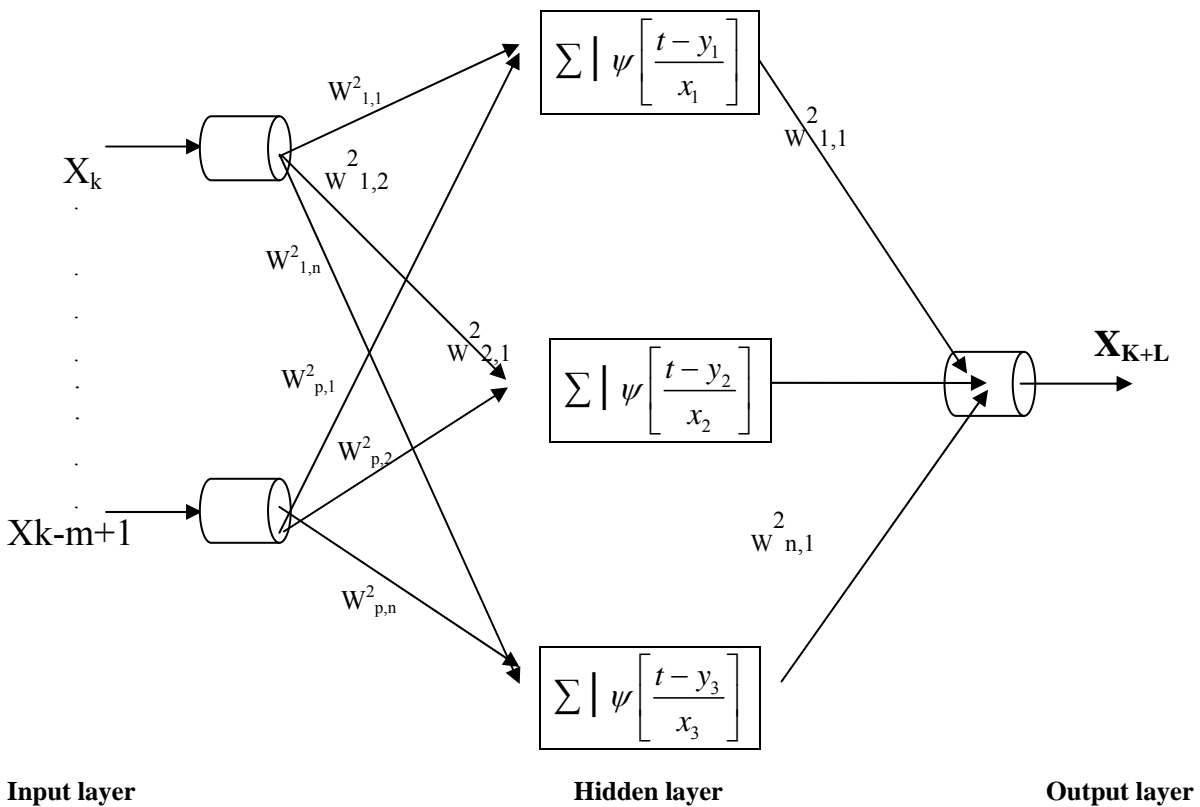 ∑ | ψ[(t − y₁)/x₁]
W²₁,₁
W²₁,₁
Xₖ
W²₁,₂
W²₁,ₙ
W²₂,₁
X_K+L
W²ₚ,₁
∑ | ψ[(t − y₂)/x₂]
W²ₚ,₂
Xk-m+1
W²ₙ,₁
W²ₚ,ₙ
∑ | ψ[(t − y₃)/x₃]
Input layer
Hidden layer
Output layer